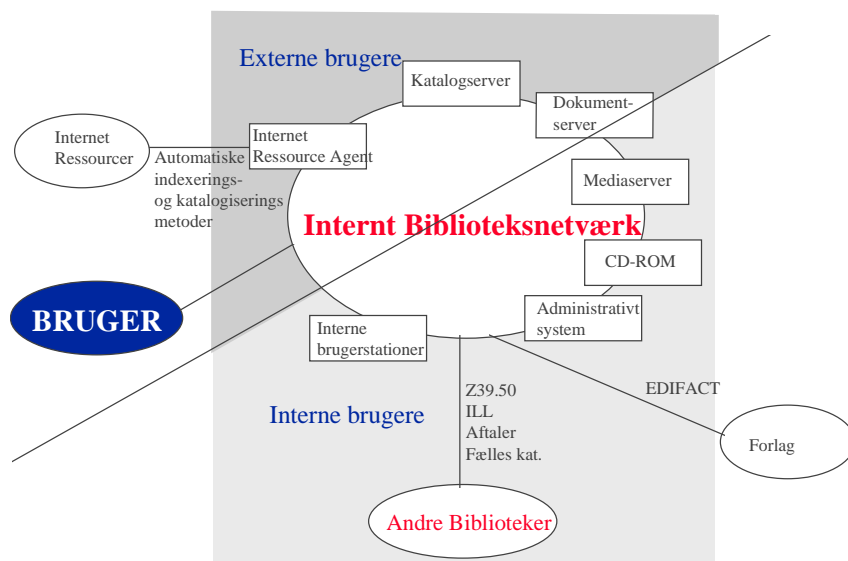 Externe brugere
Katalogserver
Dokument-
server
Internet
Ressourcer
Internet
Ressource Agent
Automatiske
indexerings-
og katalogiserings
metoder
Mediaserver
Internt Biblioteksnetværk
CD-ROM
BRUGER
Administrativt
system
Interne
brugerstationer
EDIFACT
Interne brugere
Z39.50
ILL
Aftaler
Fælles kat.
Forlag
Andre Biblioteker